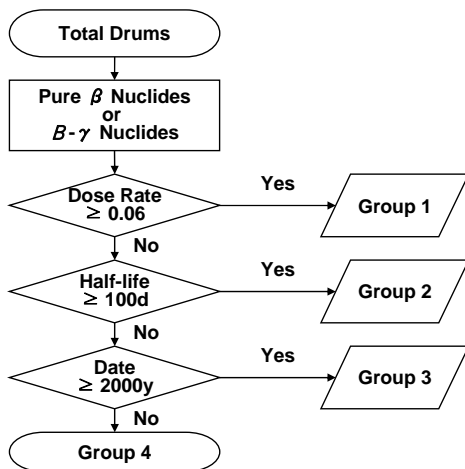 Total Drums
Pure β Nuclides
or
B-γ Nuclides
Dose Rate
≥ 0.06
Yes
Group 1
No
Half-life
≥ 100d
Yes
Group 2
No
Date
≥ 2000y
Yes
Group 3
No
Group 4